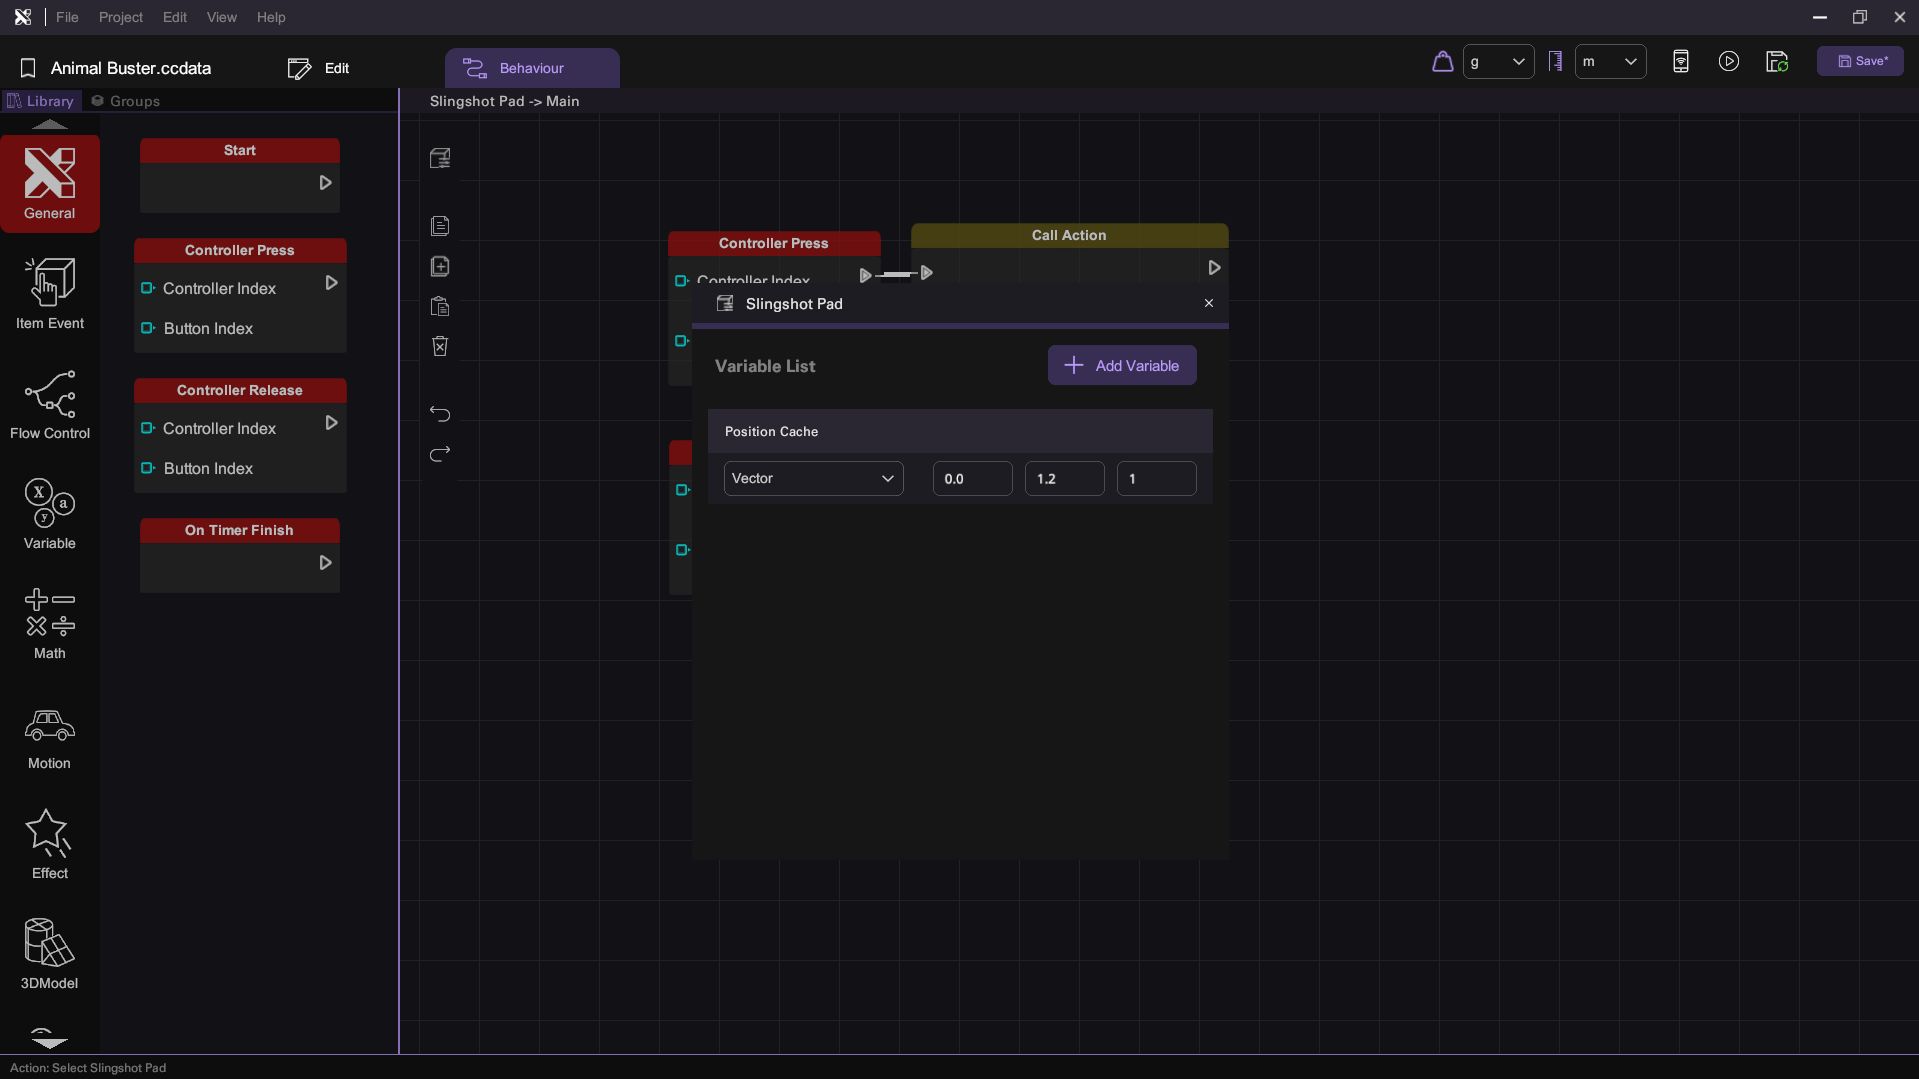 File Project Edit View Help
Animal Buster.ccdata
Edit
Behaviour
g
m
Save*
Library
Groups
Slingshot Pad -> Main
General
Item Event
Flow Control
X a y
Variable
Math
Motion
Effect
3DModel
Start
Controller Press
Controller Index
Button Index
Controller Release
Controller Index
Button Index
On Timer Finish
Controller Press
Controller Index
Call Action
Slingshot Pad
Variable List
Add Variable
Position Cache
Vector 0.0 1.2 1
Action: Select Slingshot Pad